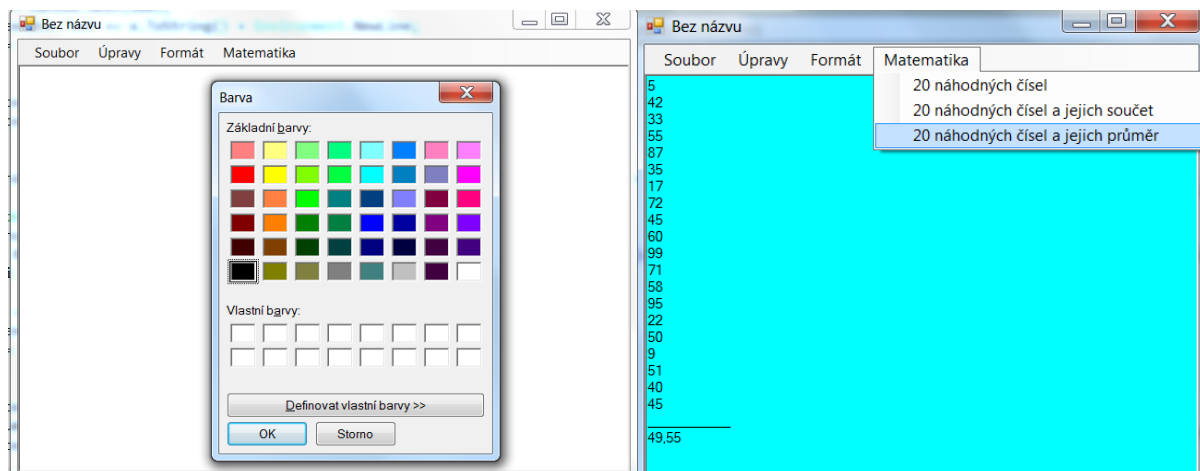 Bez názvu
Soubor Úpravy Formát Matematika
Barva
Základní barvy:
Vlastní barvy:
Definovat vlastní barvy >>
OK Storno
Bez názvu
Soubor Úpravy Formát Matematika
20 náhodných čísel
20 náhodných čísel a jejich součet
20 náhodných čísel a jejich průměr
5
42
33
55
87
35
17
72
45
60
99
71
58
95
22
50
9
51
40
45
49,55